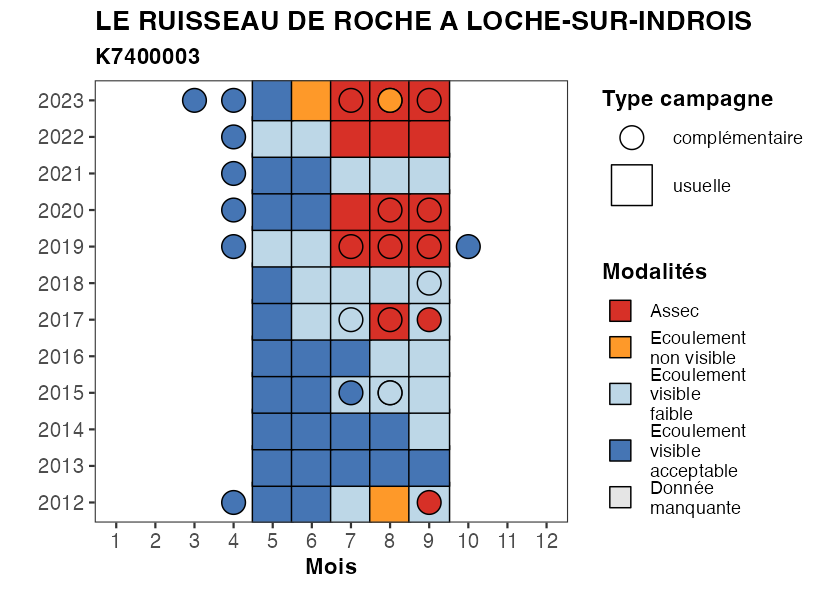 LE RUISSEAU DE ROCHE A LOCHE-SUR-INDROIS
K7400003
2023
2022
2021
2020
2019
2018
2017
2016
2015
2014
2013
2012
1 2 3 4 5 6 7 8 9 10 11 12
Mois
Type campagne
complémentaire
usuelle
Modalités
Assec
Ecoulement
non visible
Ecoulement
visible
faible
Ecoulement
visible
acceptable
Donnée
manquante